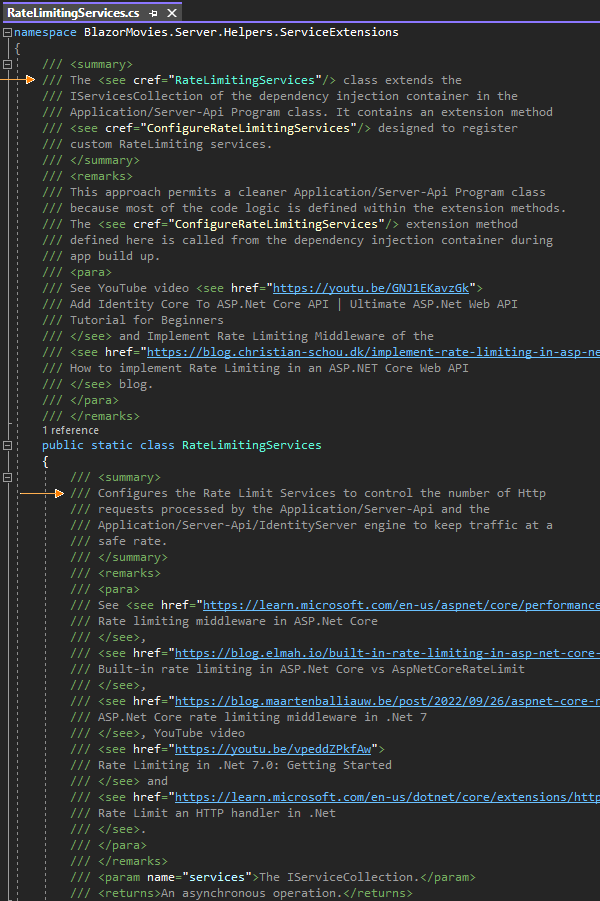 RateLimitingServices.cs
namespace BlazorMovies.Server.Helpers.ServiceExtensions
{
/// <summary>
/// The <see cref="RateLimitingServices"/> class extends the
/// IServicesCollection of the dependency injection container in the
/// Application/Server-Api Program class. It contains an extension method
/// <see cref="ConfigureRateLimitingServices"/> designed to register
/// custom RateLimiting services.
/// </summary>
/// <remarks>
/// This approach permits a cleaner Application/Server-Api Program class
/// because most of the code logic is defined within the extension methods.
/// The <see cref="ConfigureRateLimitingServices"/> extension method
/// defined here is called from the dependency injection container during
/// app build up.
/// <para>
/// See YouTube video <see href="https://youtu.be/GNJ1EKavzGk">
/// Add Identity Core To ASP.Net Core API | Ultimate ASP.Net Web API
/// Tutorial for Beginners
/// </see> and Implement Rate Limiting Middleware of the
/// <see href="https://blog.christian-schou.dk/implement-rate-limiting-in-asp-ne
/// How to implement Rate Limiting in an ASP.NET Core Web API
/// </see> blog.
/// </para>
/// </remarks>
1 reference
public static class RateLimitingServices
{
/// <summary>
/// Configures the Rate Limit Services to control the number of Http
/// requests processed by the Application/Server-Api and the
/// Application/Server-Api/IdentityServer engine to keep traffic at a
/// safe rate.
/// </summary>
/// <remarks>
/// <para>
/// See <see href="https://learn.microsoft.com/en-us/aspnet/core/performance
/// Rate limiting middleware in ASP.Net Core
/// </see>,
/// <see href="https://blog.elmah.io/built-in-rate-limiting-in-asp-net-core-
/// Built-in rate limiting in ASP.Net Core vs AspNetCoreRateLimit
/// </see>,
/// <see href="https://blog.maartenballiauw.be/post/2022/09/26/aspnet-core-r
/// ASP.Net Core rate limiting middleware in .Net 7
/// </see>, YouTube video
/// <see href="https://youtu.be/vpeddZPkfAw">
/// Rate Limiting in .Net 7.0: Getting Started
/// </see> and
/// <see href="https://learn.microsoft.com/en-us/dotnet/core/extensions/http
/// Rate Limit an HTTP handler in .Net
/// </see>.
/// </para>
/// </remarks>
/// <param name="services">The IServiceCollection.</param>
/// <returns>An asynchronous operation.</returns>